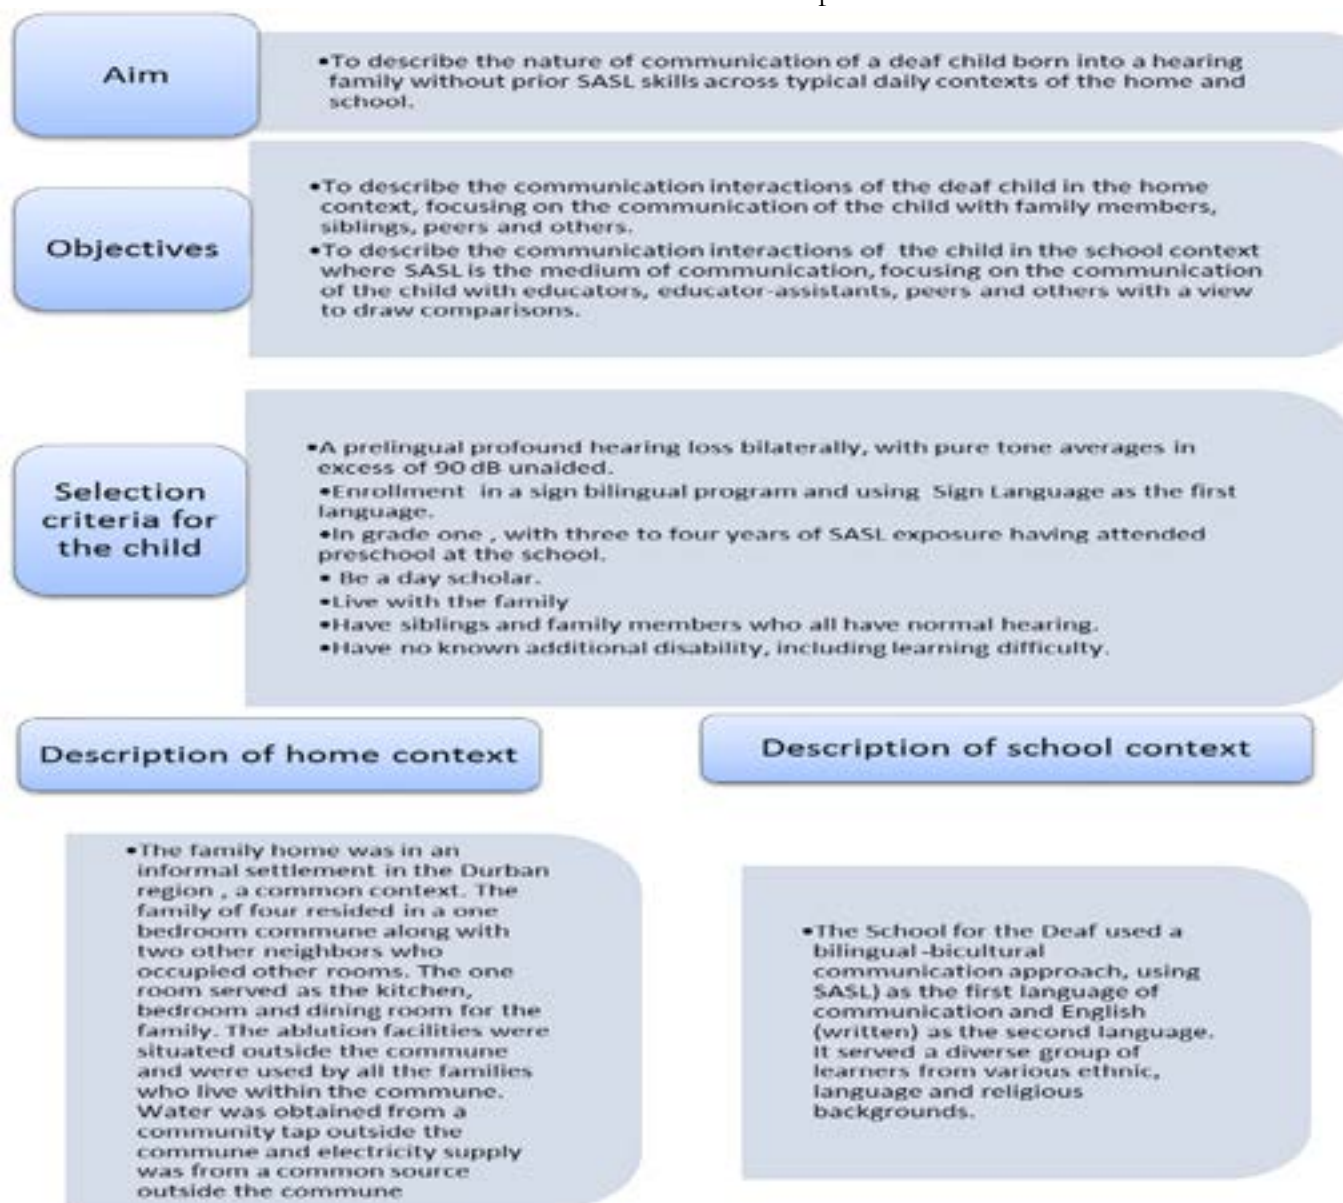 Aim
•To describe the nature of communication of a deaf child born into a hearing
family without prior SASL skills across typical daily contexts of the home and
school.
Objectives
•To describe the communication interactions of the deaf child in the home
context, focusing on the communication of the child with family members,
siblings, peers and others.
•To describe the communication interactions of the child in the school context
where SASL is the medium of communication, focusing on the communication
of the child with educators, educator-assistants, peers and others with a view
to draw comparisons.
Selection
criteria for
the child
•A prelingual profound hearing loss bilaterally, with pure tone averages in
excess of 90 dB unaided.
•Enrollment in a sign bilingual program and using Sign Language as the first
language.
•In grade one , with three to four years of SASL exposure having attended
preschool at the school.
• Be a day scholar.
•Live with the family
•Have siblings and family members who all have normal hearing.
•Have no known additional disability, including learning difficulty.
Description of home context
•The family home was in an
informal settlement in the Durban
region , a common context. The
family of four resided in a one
bedroom commune along with
two other neighbors who
occupied other rooms. The one
room served as the kitchen,
bedroom and dining room for the
family. The ablution facilities were
situated outside the commune
and were used by all the families
who live within the commune.
Water was obtained from a
community tap outside the
commune and electricity supply
was from a common source
outside the commune
Description of school context
•The School for the Deaf used a
bilingual -bicultural
communication approach, using
SASL) as the first language of
communication and English
(written) as the second language.
It served a diverse group of
learners from various ethnic,
language and religious
backgrounds.